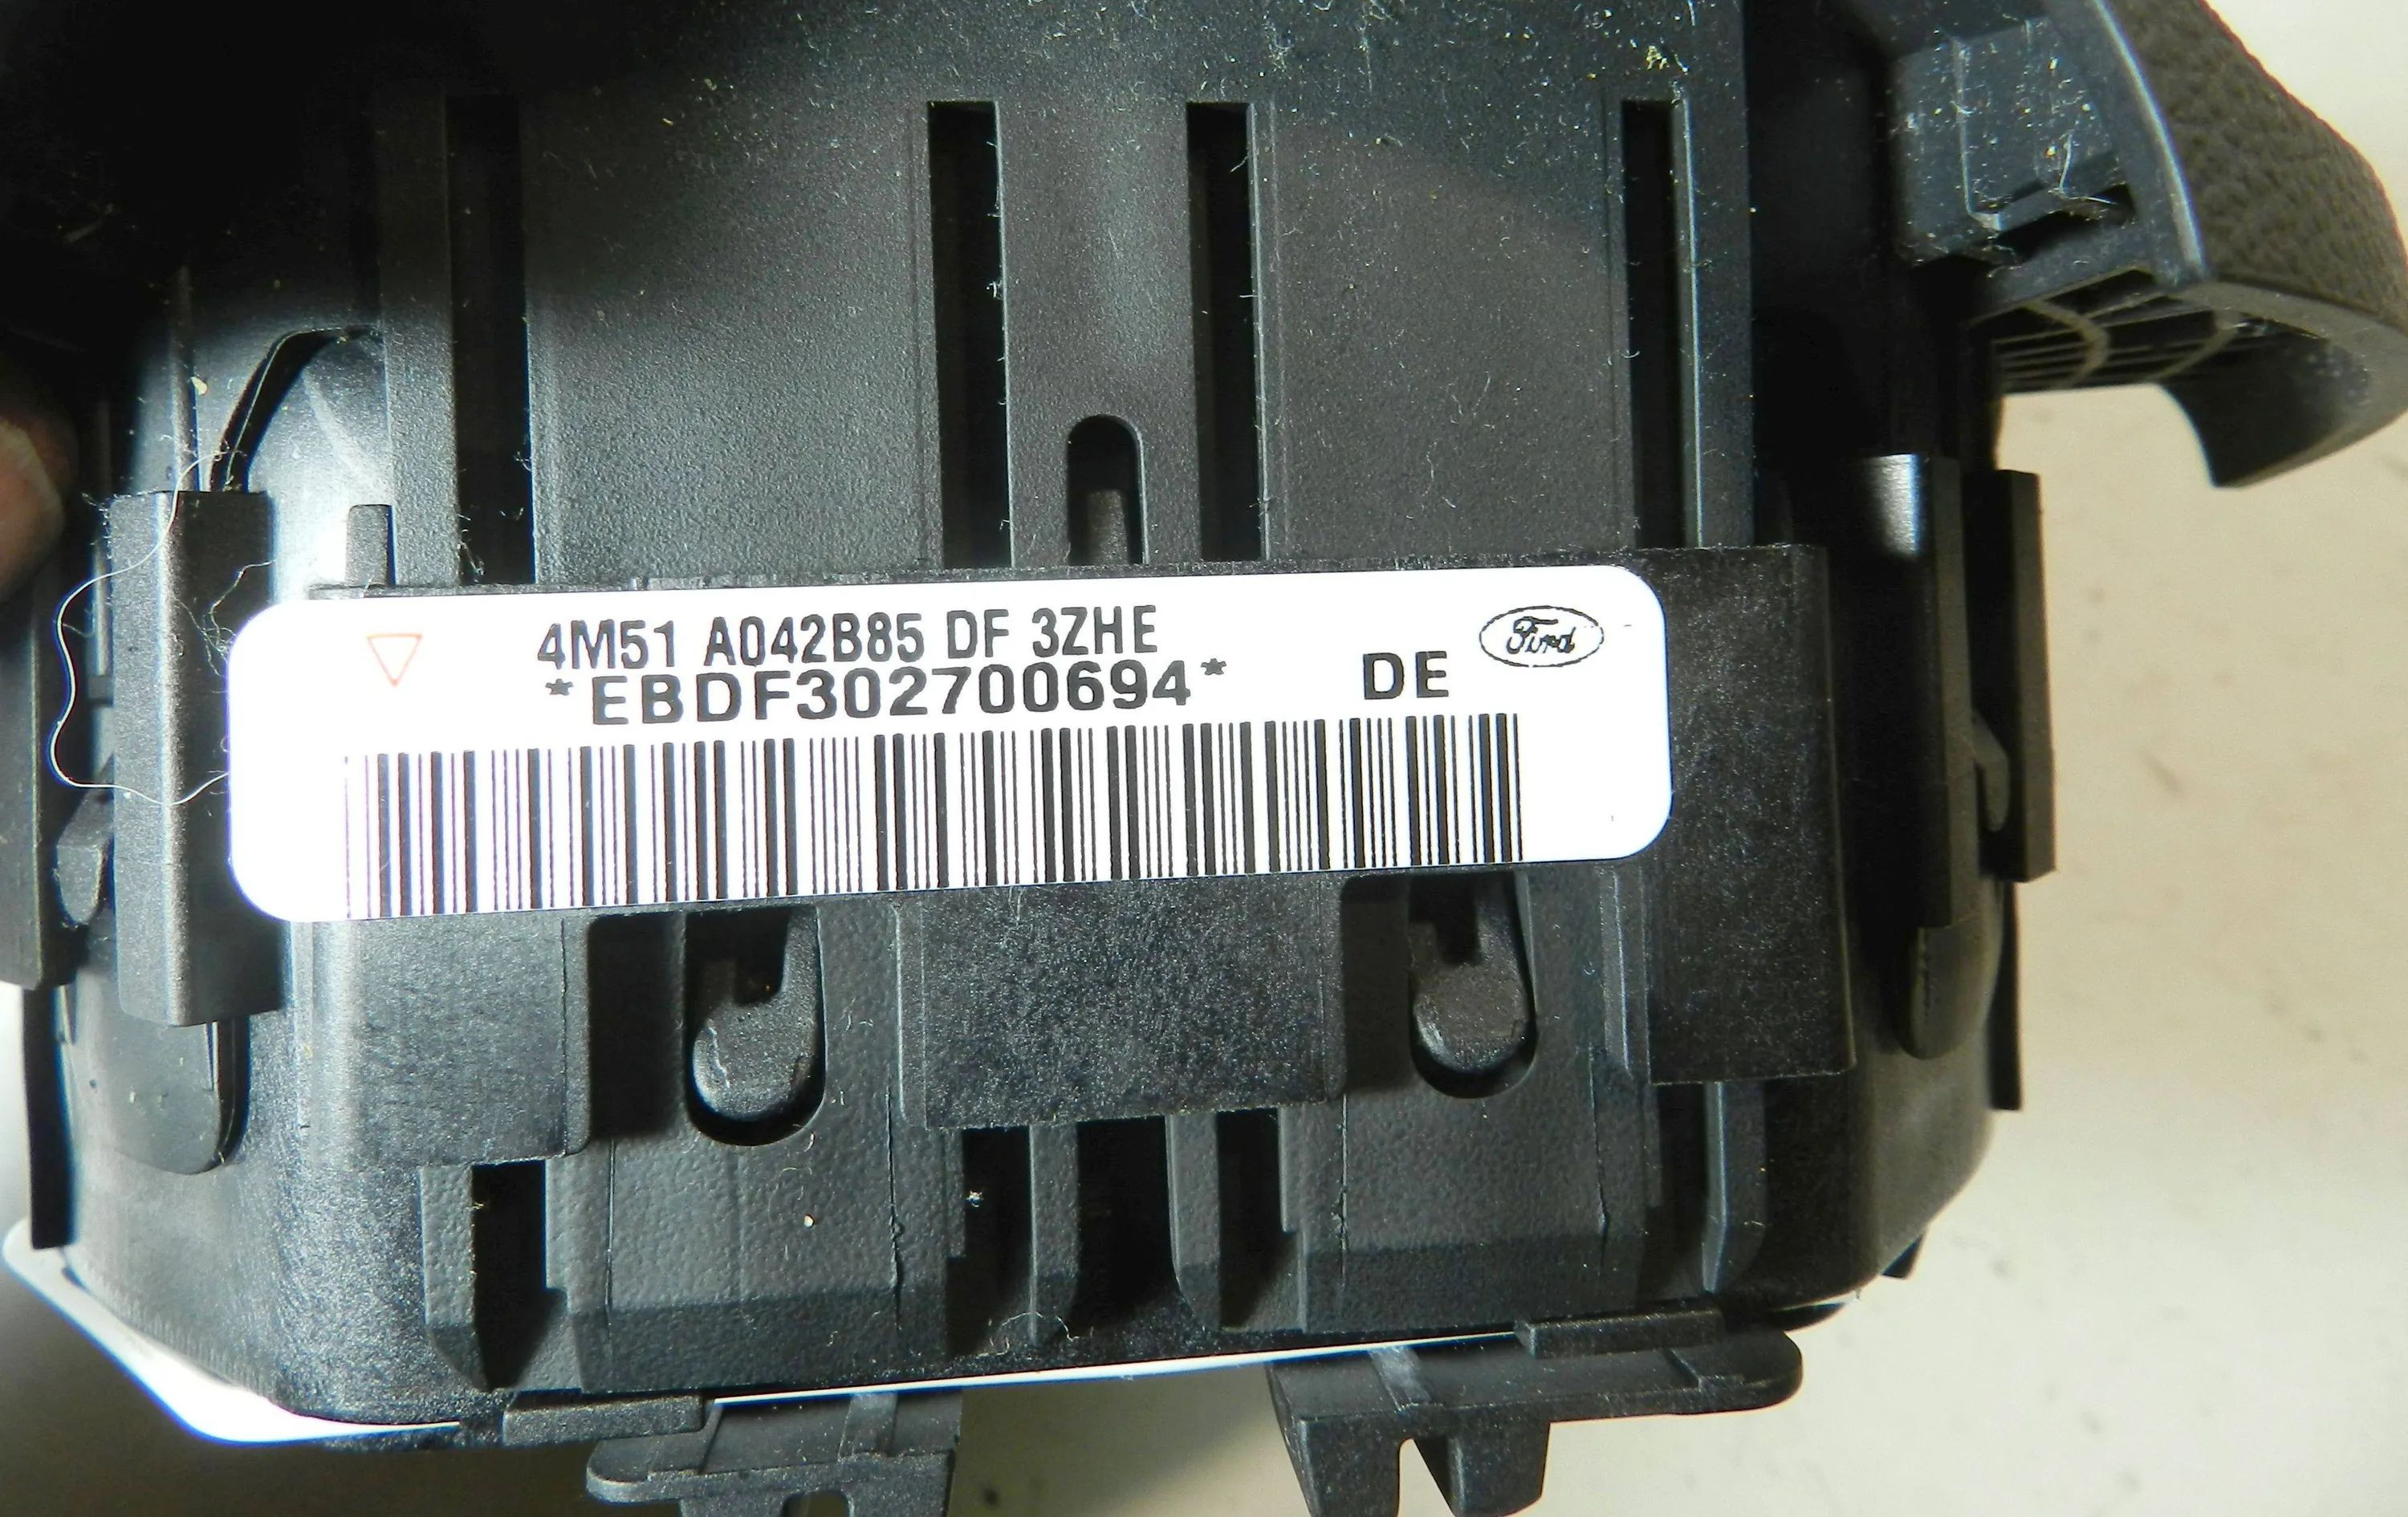 4M51 A042B85 DF 3ZHE
*EBDF302700694*
DE
Ford